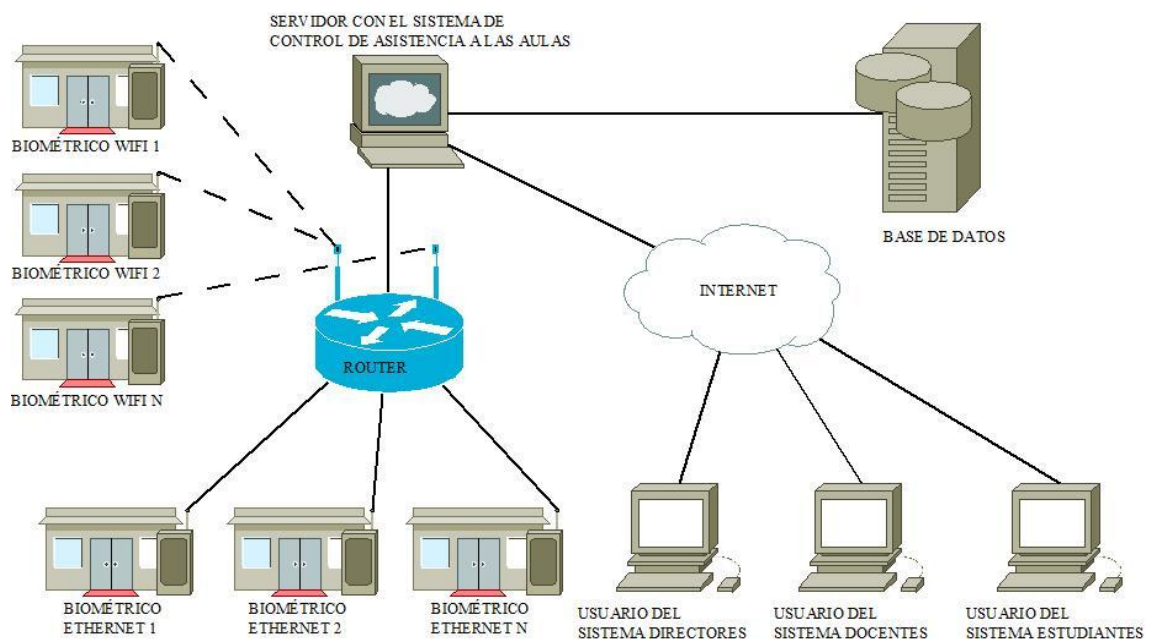 SERVIDOR CON EL SISTEMA DE
CONTROL DE ASISTENCIA A LAS AULAS
BIOMÉTRICO WIFI 1
BIOMÉTRICO WIFI 2
BIOMÉTRICO WIFI N
BASE DE DATOS
INTERNET
ROUTER
BIOMÉTRICO
ETHERNET 1
BIOMÉTRICO
ETHERNET 2
BIOMÉTRICO
ETHERNET N
USUARIO DEL
SISTEMA DIRECTORES
USUARIO DEL
SISTEMA DOCENTES
USUARIO DEL
SISTEMA ESTUDIANTES